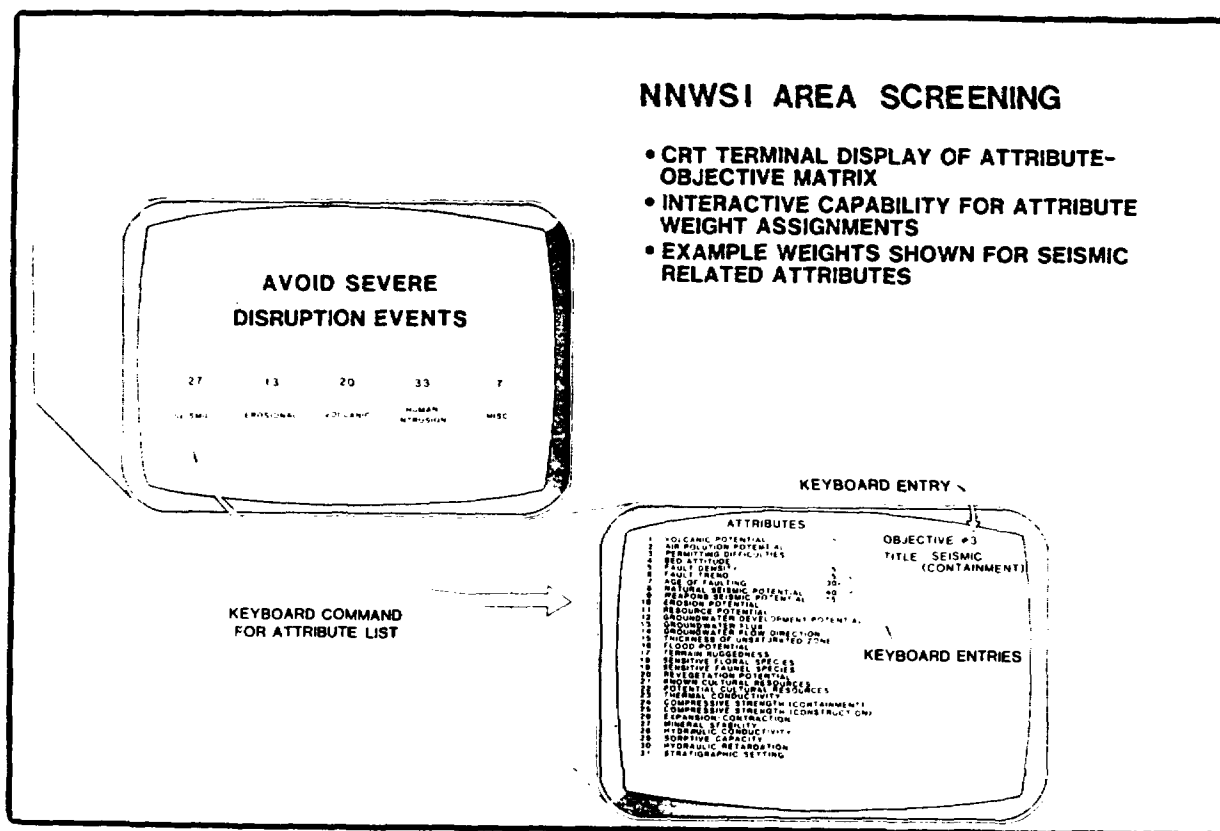 NNWSI AREA SCREENING
• CRT TERMINAL DISPLAY OF ATTRIBUTE-
OBJECTIVE MATRIX
• INTERACTIVE CAPABILITY FOR ATTRIBUTE
WEIGHT ASSIGNMENTS
• EXAMPLE WEIGHTS SHOWN FOR SEISMIC
RELATED ATTRIBUTES
AVOID SEVERE
DISRUPTION EVENTS
27 13 20 33 7
SEISMIC EROSIONAL VOLCANIC HUMAN INTRUSION MISC
KEYBOARD COMMAND
FOR ATTRIBUTE LIST
KEYBOARD ENTRY
ATTRIBUTES
OBJECTIVE #3
TITLE SEISMIC
(CONTAINMENT)
1 VOLCANIC POTENTIAL
2 AIR POLUTION POTENTIAL
3 PERMITTING DIFFICULTIES
4 BED ATTITUDE
5 FAULT DENSITY 5
6 FAULT TREND 5
7 AGE OF FAULTING 30
8 NATURAL SEISMIC POTENTIAL
9 WEAPONS SEISMIC POTENTIAL
10 EROSION POTENTIAL
11 RESOURCE POTENTIAL
12 GROUNDWATER DEVELOPMENT POTENTIAL
13 GROUNDWATER FLUX
14 GROUNDWATER FLOW DIRECTION
15 THICKNESS OF UNSATURATED ZONE
16 FLOOD POTENTIAL
17 TERRAIN RUGGEDNESS
18 SENSITIVE FLORAL SPECIES
19 SENSITIVE FAUNEL SPECIES
20 REVEGETATION POTENTIAL
21 KNOWN CULTURAL RESOURCES
22 POTENTIAL CULTURAL RESOURCES
23 THERMAL CONDUCTIVITY
24 COMPRESSIVE STRENGTH (CONTAINMENT)
25 COMPRESSIVE STRENGTH (CONSTRUCTION)
26 EXPANSION-CONTRACTION
27 MINERAL STABILITY
28 HYDRAULIC CONDUCTIVITY
29 SORPTIVE CAPACITY
30 HYDRAULIC RETARDATION
31 STRATIGRAPHIC SETTING
KEYBOARD ENTRIES